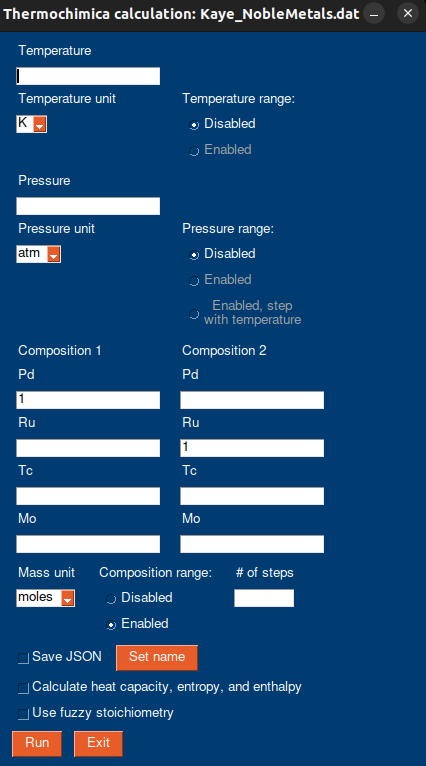 Thermochimica calculation: Kaye_NobleMetals.dat
Temperature
Temperature unit Temperature range:
K Disabled
Enabled
Pressure
Pressure unit Pressure range:
atm Disabled
Enabled
Enabled, step
with temperature
Composition 1 Composition 2
Pd Pd
1
Ru Ru
1
Tc Tc
Mo Mo
Mass unit Composition range: # of steps
moles Disabled
Enabled
Save JSON Set name
Calculate heat capacity, entropy, and enthalpy
Use fuzzy stoichiometry
Run Exit